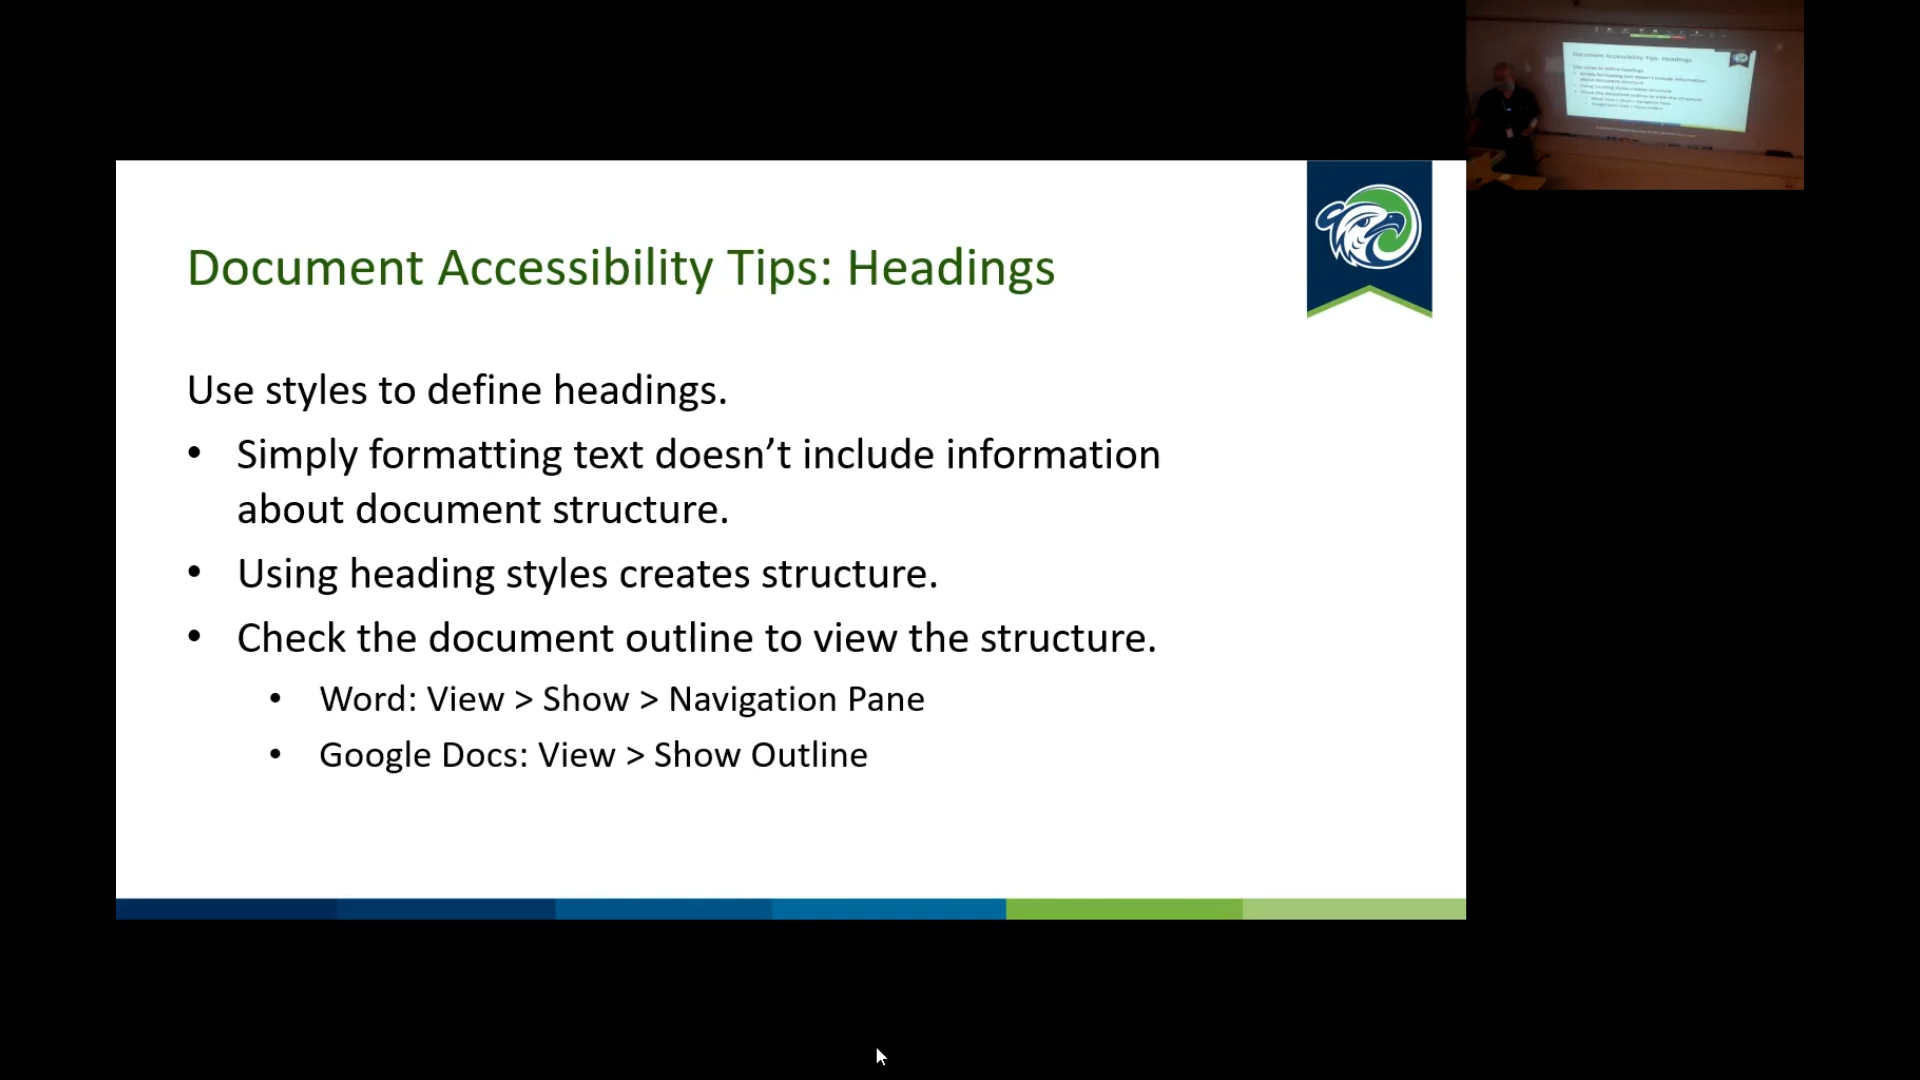 Document Accessibility Tips: Headings
Use styles to define headings.
• Simply formatting text doesn’t include information
about document structure.
• Using heading styles creates structure.
• Check the document outline to view the structure.
• Word: View > Show > Navigation Pane
• Google Docs: View > Show Outline